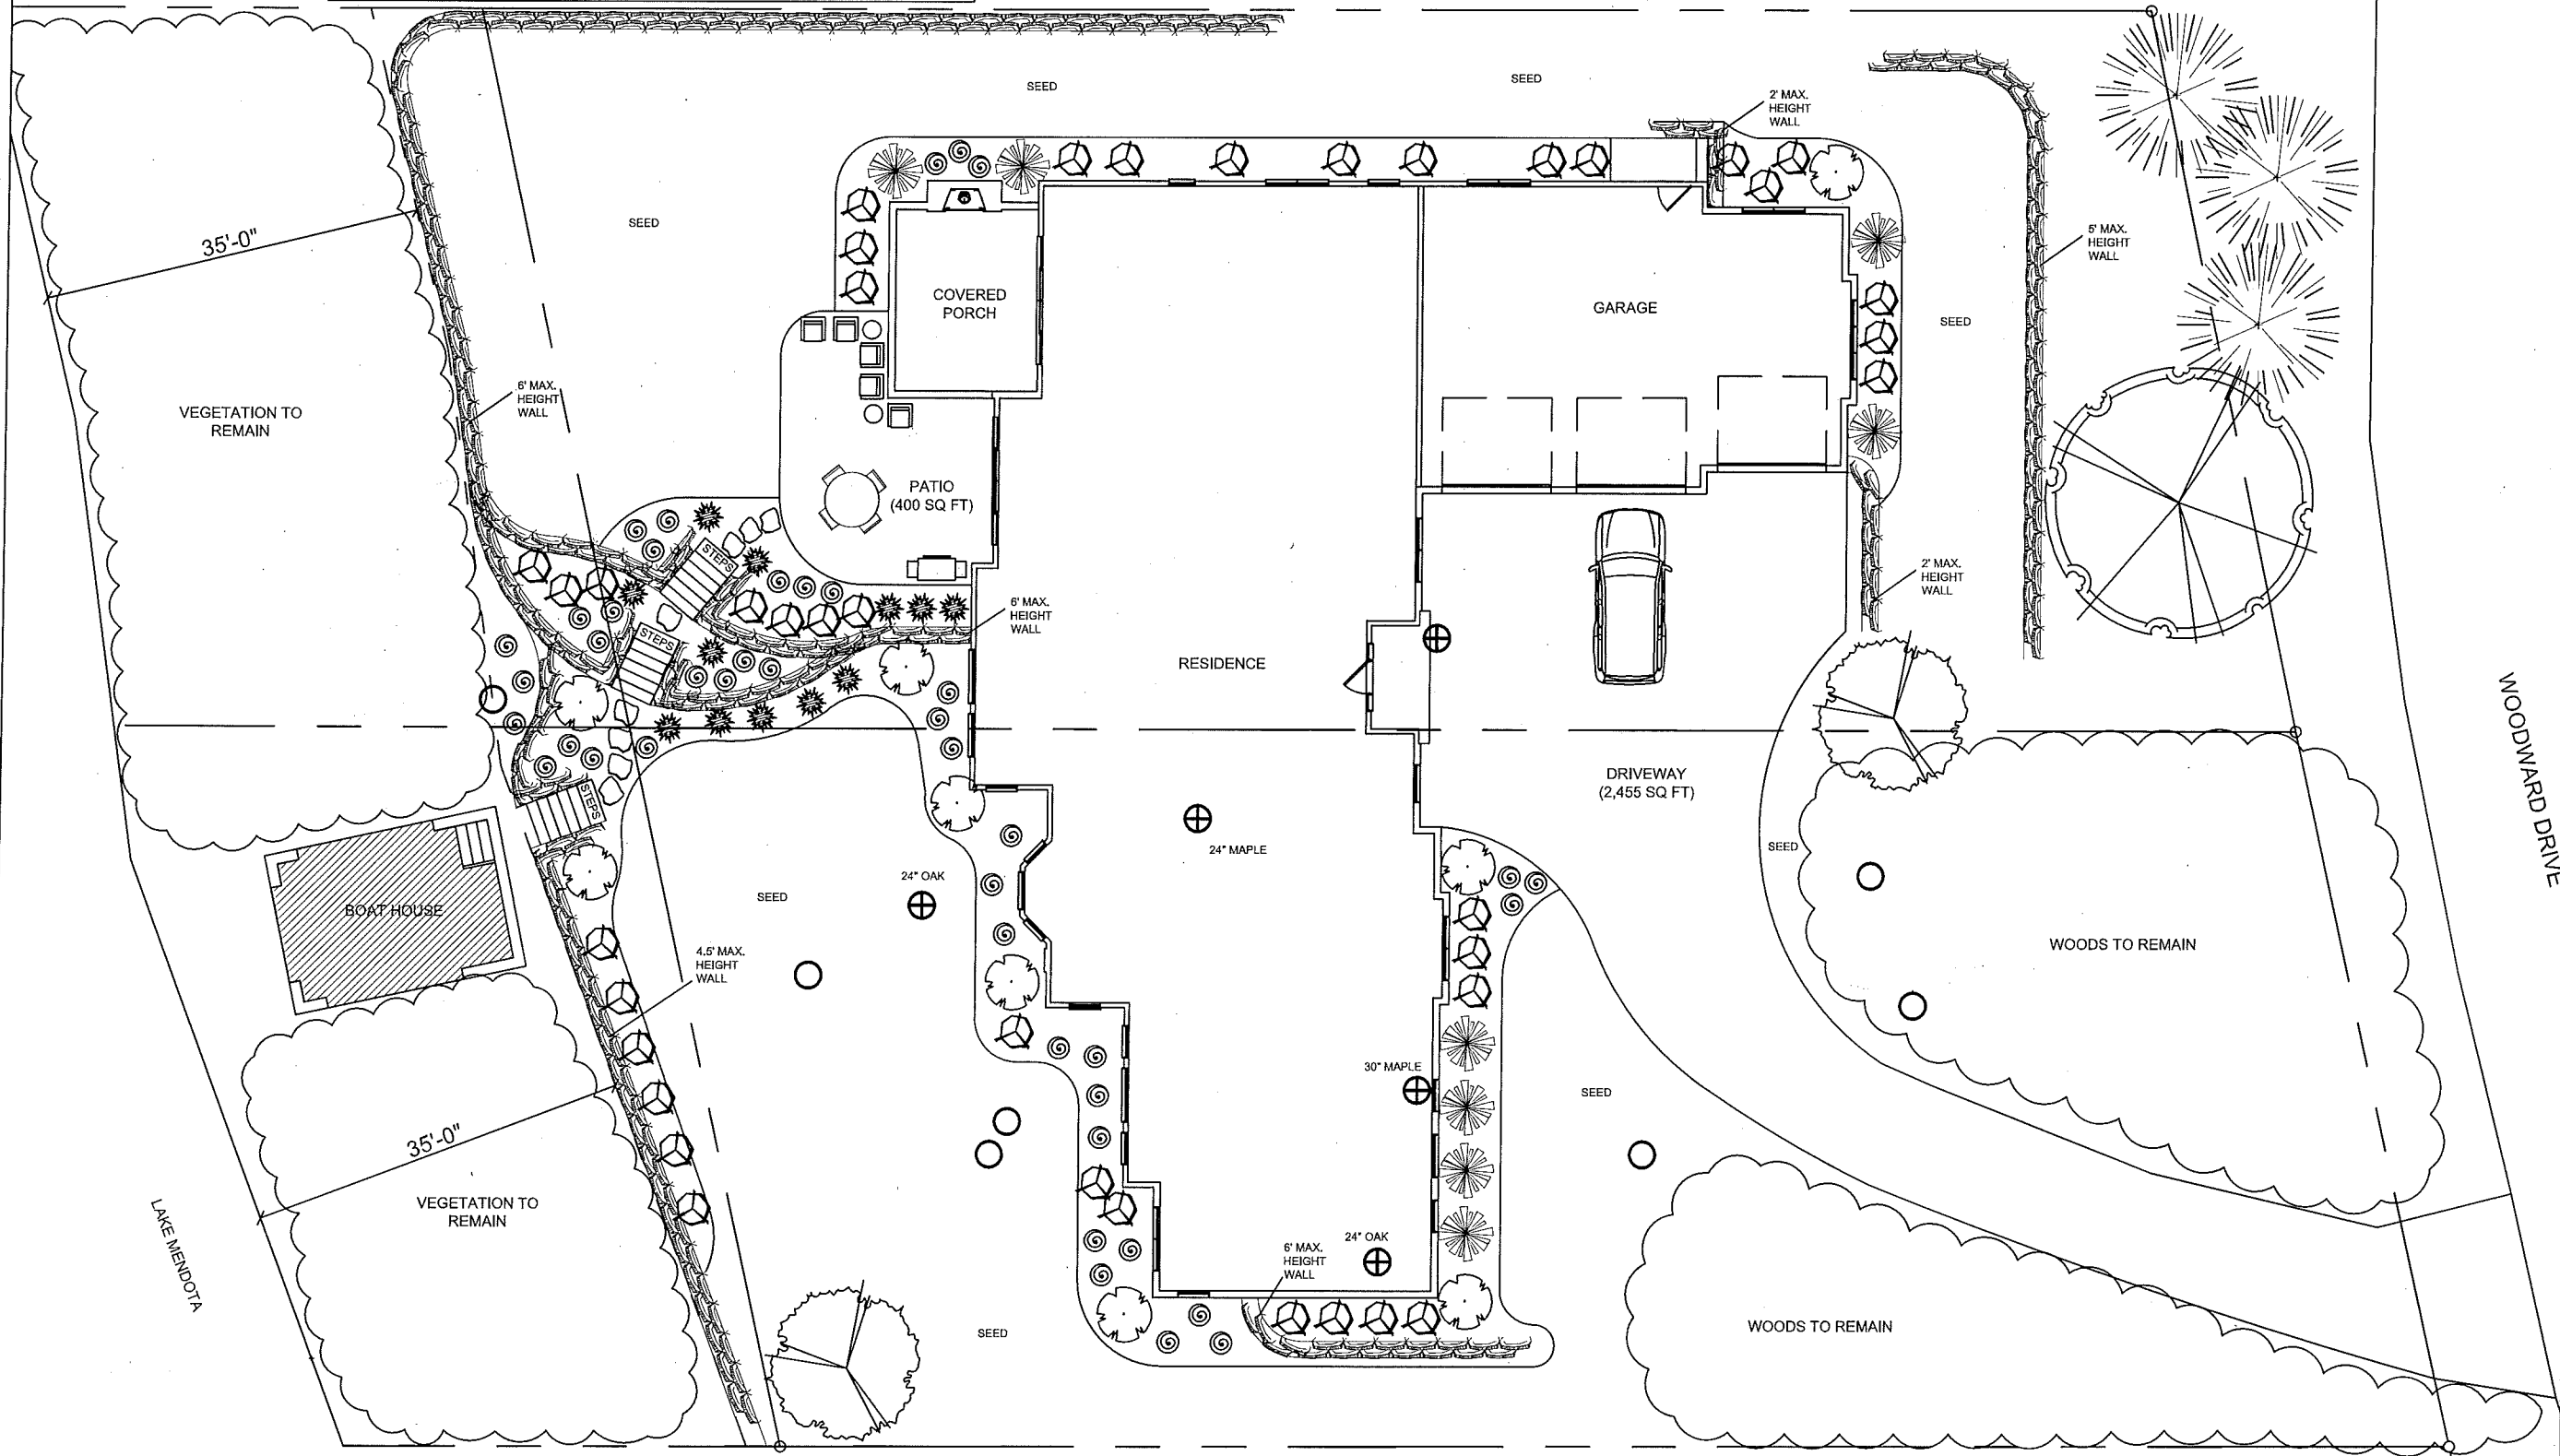 SEED
SEED
2' MAX.
HEIGHT
WALL
SEED
35'-0"
5' MAX.
HEIGHT
WALL
COVERED
PORCH
GARAGE
SEED
6' MAX.
HEIGHT
WALL
VEGETATION TO
REMAIN
PATIO
(400 SQ FT)
STEPS
2' MAX.
HEIGHT
WALL
6' MAX.
HEIGHT
WALL
STEPS
RESIDENCE
WOODWARD DRIVE
DRIVEWAY
(2,455 SQ FT)
STEPS
24" MAPLE
SEED
24" OAK
SEED
BOAT HOUSE
WOODS TO REMAIN
4.5' MAX.
HEIGHT
WALL
30" MAPLE
SEED
35'-0"
VEGETATION TO
REMAIN
LAKE MENDOTA
24" OAK
6' MAX.
HEIGHT
WALL
SEED
WOODS TO REMAIN